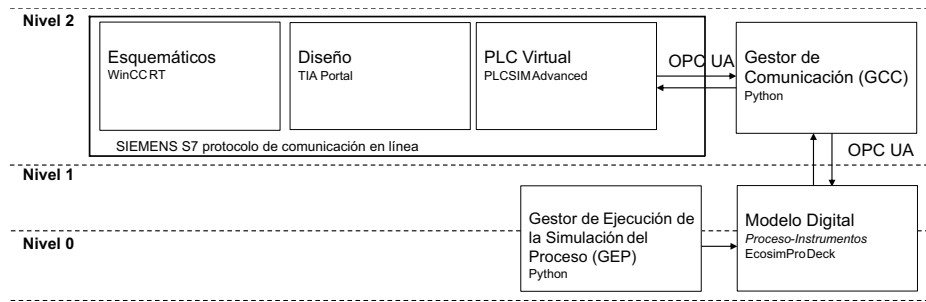 Nivel 2
Esquemáticos
WinCC RT
Diseño
TIA Portal
PLC Virtual
PLCSIM Advanced
OPC UA
Gestor de
Comunicación (GCC)
Python
SIEMENS S7 protocolo de comunicación en línea
OPC UA
Nivel 1
Gestor de Ejecución de
la Simulación del
Proceso (GEP)
Python
Modelo Digital
Proceso-Instrumentos
EcosimPro Deck
Nivel 0